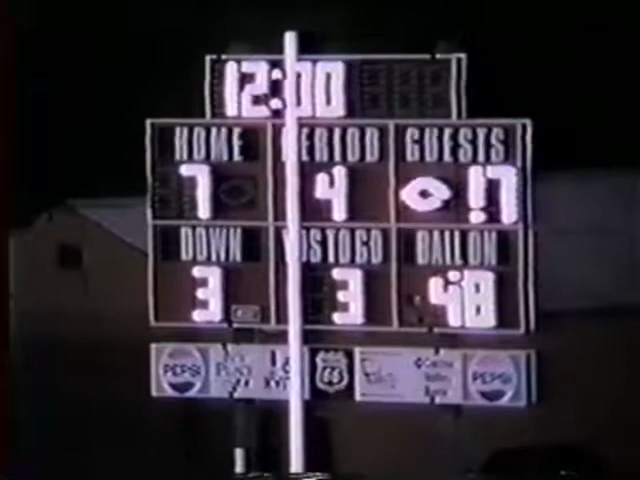 12:00
HOME PERIOD GUESTS
7 4 17
DOWN YDS TO GO BALL ON
3 3 48
PEPSI 66 PEPSI